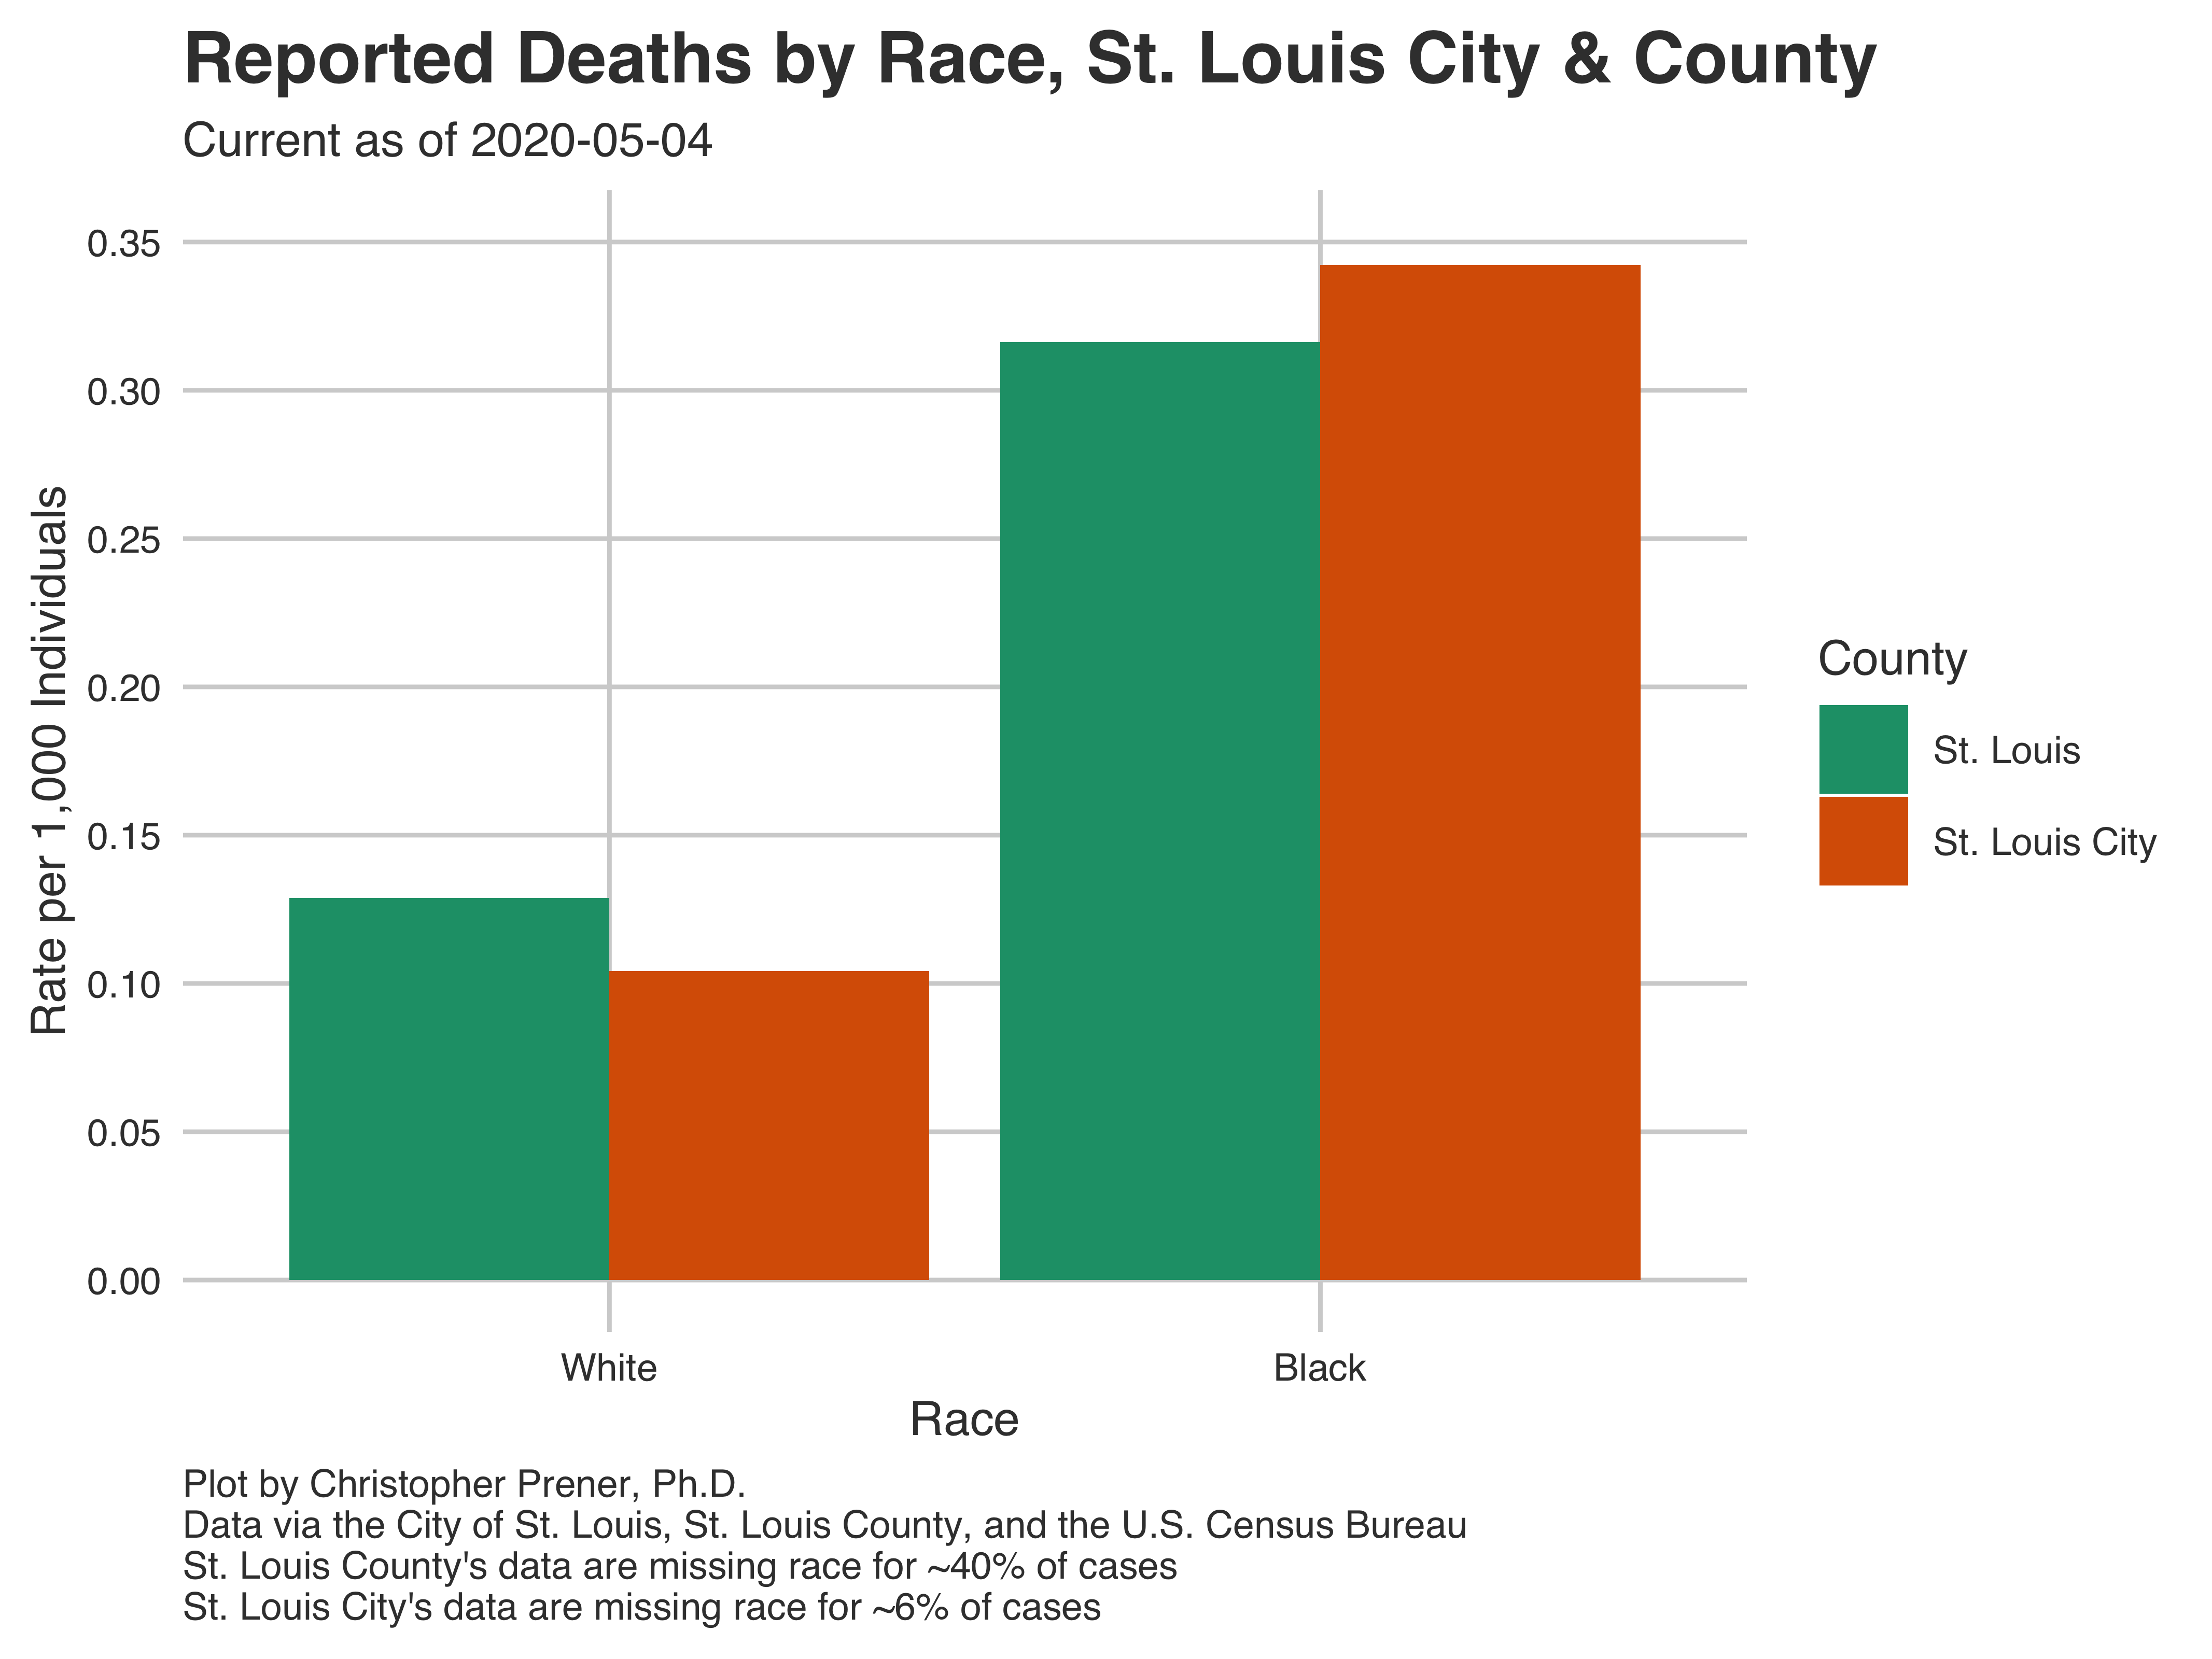 Reported Deaths by Race, St. Louis City & County
Current as of 2020-05-04
0.35
0.30
0.25
0.20
0.15
0.10
0.05
0.00
Rate per 1,000 Individuals
White
Black
Race
County
St. Louis
St. Louis City
Plot by Christopher Prener, Ph.D.
Data via the City of St. Louis, St. Louis County, and the U.S. Census Bureau
St. Louis County's data are missing race for ~40% of cases
St. Louis City's data are missing race for ~6% of cases